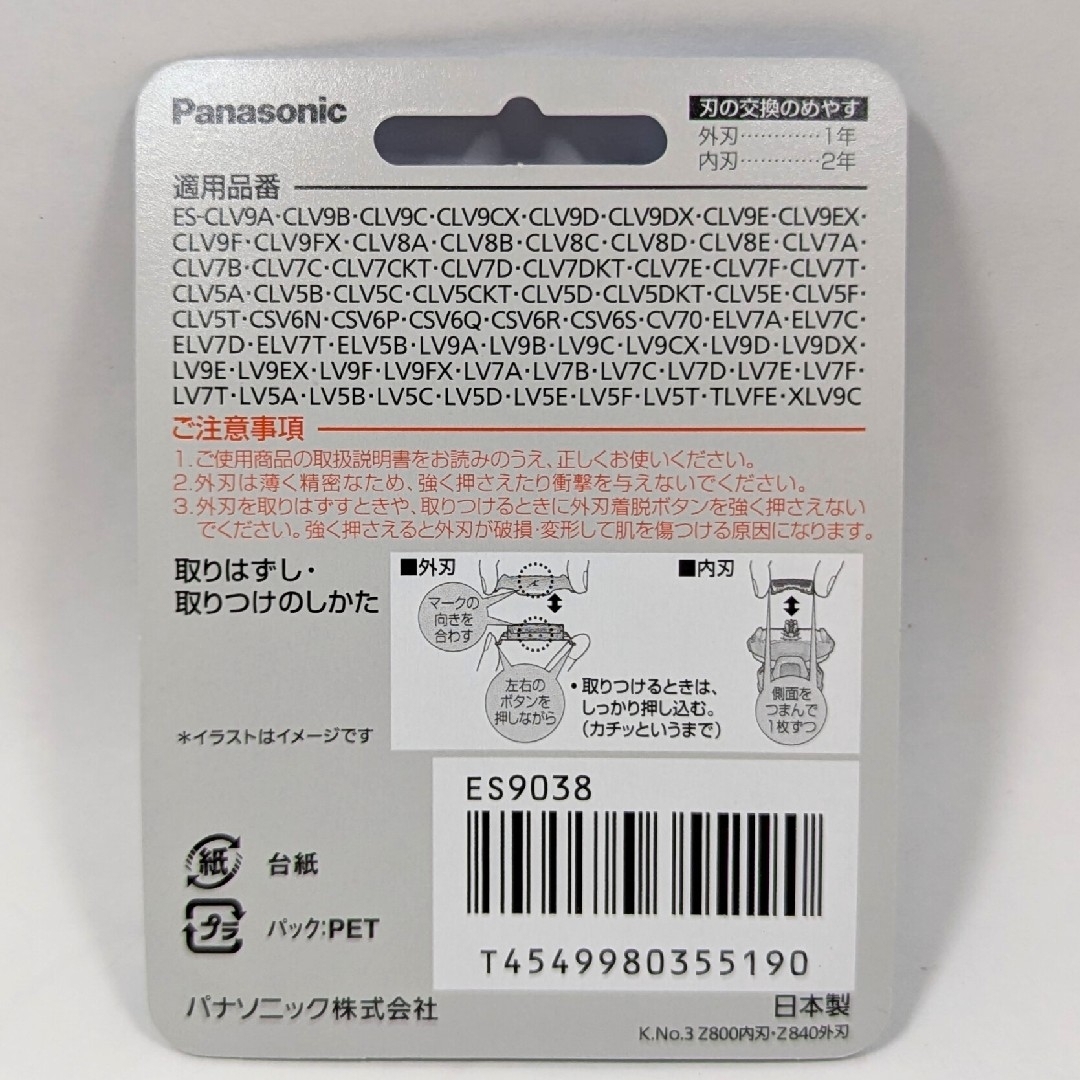 Panasonic
刃の交換のめやす
外刃…………1年
内刃…………2年
適用品番
ES-CLV9A・CLV9B・CLV9C・CLV9CX・CLV9D・CLV9DX・CLV9E・CLV9EX・
CLV9F・CLV9FX・CLV8A・CLV8B・CLV8C・CLV8D・CLV8E・CLV7A・
CLV7B・CLV7C・CLV7CKT・CLV7D・CLV7DKT・CLV7E・CLV7F・CLV7T・
CLV5A・CLV5B・CLV5C・CLV5CKT・CLV5D・CLV5DKT・CLV5E・CLV5F・
CLV5T・CSV6N・CSV6P・CSV6Q・CSV6R・CSV6S・CV70・ELV7A・ELV7C・
ELV7D・ELV7T・ELV5B・LV9A・LV9B・LV9C・LV9CX・LV9D・LV9DX・
LV9E・LV9EX・LV9F・LV9FX・LV7A・LV7B・LV7C・LV7D・LV7E・LV7F・
LV7T・LV5A・LV5B・LV5C・LV5D・LV5E・LV5F・LV5T・TLVFE・XLV9C
ご注意事項
1.ご使用商品の取扱説明書をお読みのうえ、正しくお使いください。
2.外刃は薄く精密なため、強く押さえたり衝撃を与えないでください。
3.外刃を取りはずすときや、取りつけるときに外刃着脱ボタンを強く押さえない
でください。強く押さえると外刃が破損・変形して肌を傷つける原因になります。
取りはずし・
取りつけのしかた
■外刃
マークの
向きを
合わす
左右の
ボタンを
押しながら
・取りつけるときは、
しっかり押し込む。
(カチッというまで)
■内刃
側面を
つまんで
1枚ずつ
＊イラストはイメージです
ES9038
T4549980355190
紙 台紙
プラ パック:PET
パナソニック株式会社
日本製
K.No.3 Z800内刃・Z840外刃